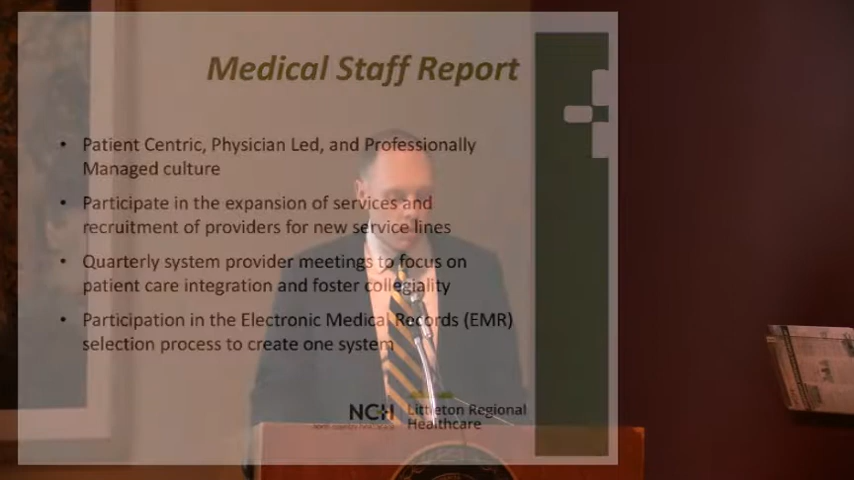 Medical Staff Report
• Patient Centric, Physician Led, and Professionally
Managed culture
• Participate in the expansion of services and
recruitment of providers for new service lines
• Quarterly system provider meetings to focus on
patient care integration and foster collegiality
• Participation in the Electronic Medical Records (EMR)
selection process to create one system
NCH
Littleton Regional
Healthcare